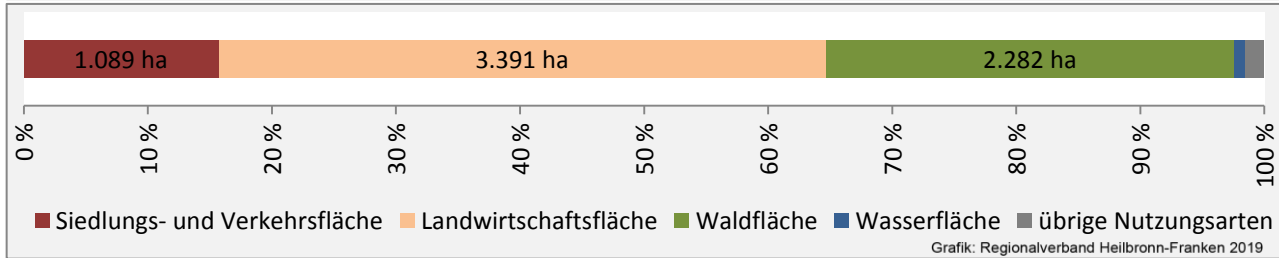 1.089 ha 3.391 ha 2.282 ha
0 % 10 % 20 % 30 % 40 % 50 % 60 % 70 % 80 % 90 % 100 %
Siedlungs- und Verkehrsfläche Landwirtschaftsfläche Waldfläche Wasserfläche übrige Nutzungsarten
Grafik: Regionalverband Heilbronn-Franken 2019